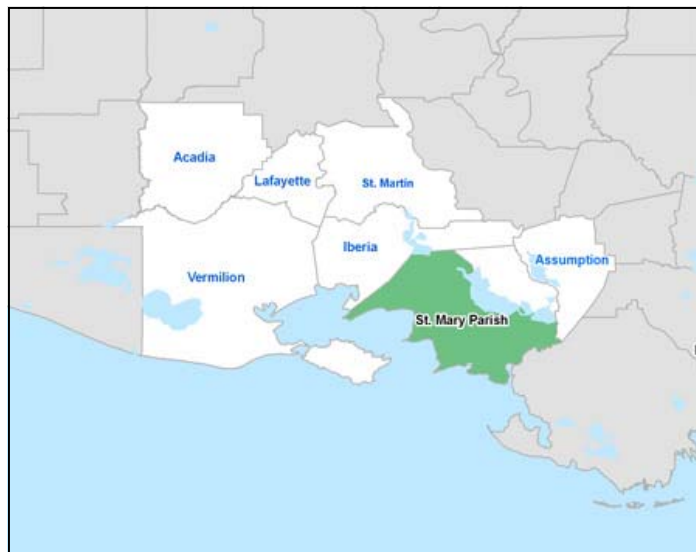 Acadia
Lafayette
St. Martin
Iberia
Assumption
Vermilion
St. Mary Parish